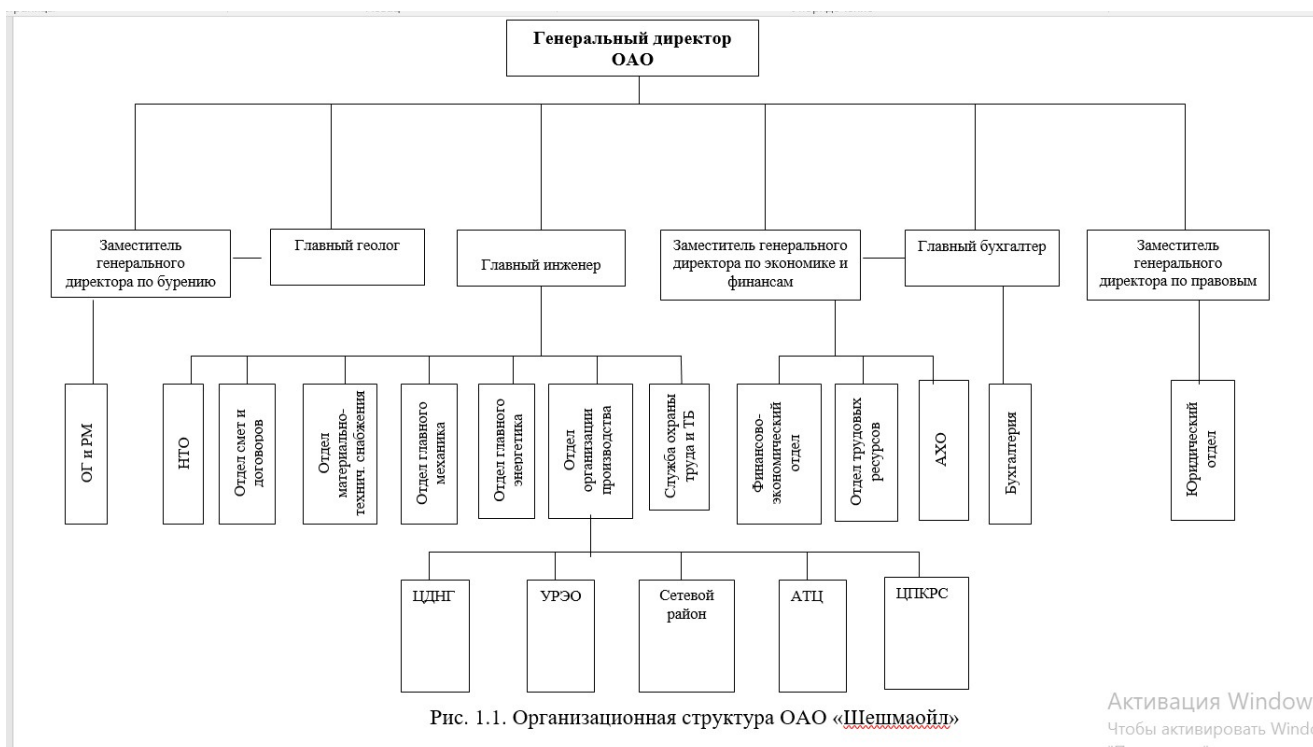 Генеральный директор
ОАО
Заместитель
генерального
директора по бурению
Главный геолог
Главный инженер
Заместитель генерального
директора по экономике и
финансам
Главный бухгалтер
Заместитель
генерального
директора по правовым
ОГ и РМ
НТО
Отдел смет и
договоров
Отдел
материально-
технич. снабжения
Отдел главного
механика
Отдел главного
энергетика
Отдел
организации
производства
Служба охраны
труда и ТБ
Финансово-
экономический
отдел
Отдел трудовых
ресурсов
АХО
Бухгалтерия
Юридический
отдел
ЦДНГ
УРЭО
Сетевой
район
АТЦ
ЦПКРС
Рис. 1.1. Организационная структура ОАО «Шешмаойл»
Активация Window
Чтобы активировать Windo